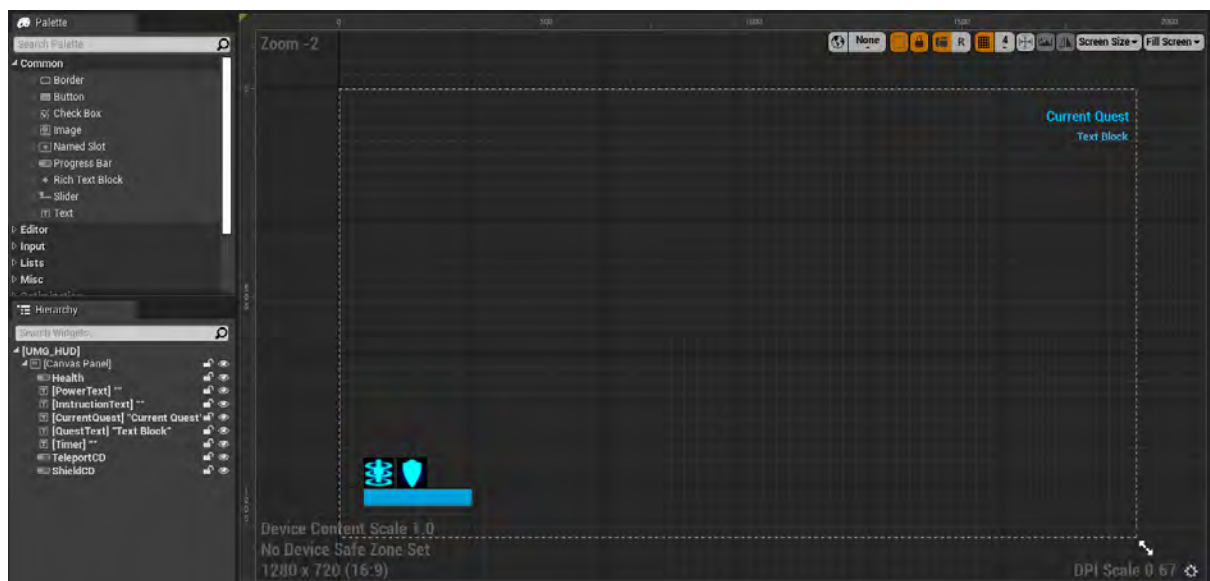 Palette
Search Palette
Common
Border
Button
Check Box
Image
Named Slot
Progress Bar
Rich Text Block
Slider
Text
Editor
Input
Lists
Misc
Hierarchy
Search Widgets
[UMG_HUD]
[Canvas Panel]
Health
[PowerText] ""
[InstructionText] ""
[CurrentQuest] "Current Quest"
[QuestText] "Text Block"
[Timer] ""
TeleportCD
ShieldCD
0 500 1000 1500 2000
Zoom -2
None R 4 Screen Size Fill Screen
Current Quest
Text Block
Device Content Scale 1.0
No Device Safe Zone Set
1280 x 720 (16:9)
DPI Scale 0.67